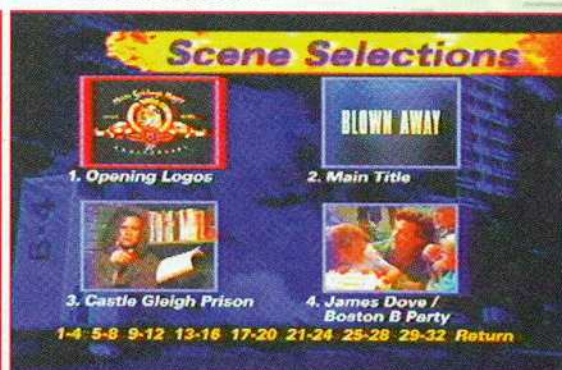 Scene Selections
BLOWN AWAY
1. Opening Logos
2. Main Title
B-4
3. Castle Gleigh Prison
4. James Dove /
Boston B Party
1-4 5-8 9-12 13-16 17-20 21-24 25-28 29-32 Return